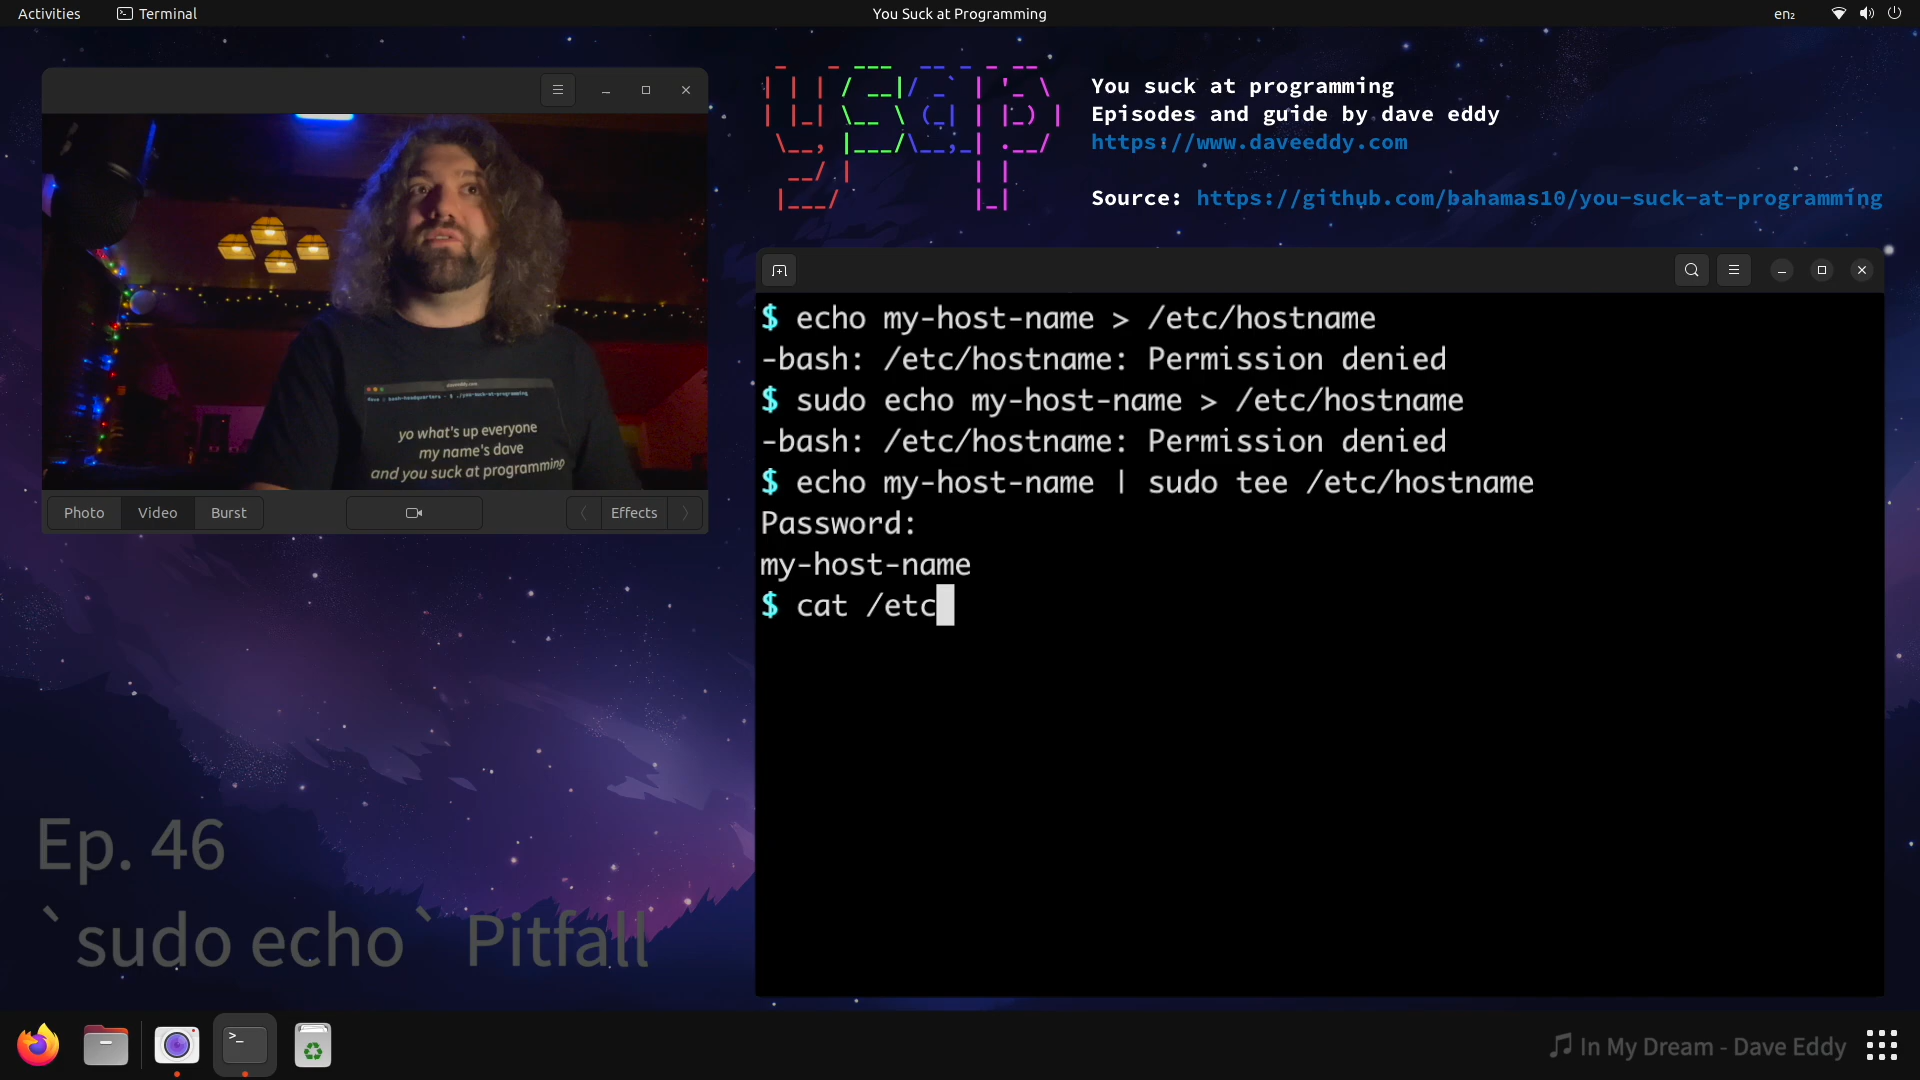 Activities
Terminal
You Suck at Programming
en₂
You suck at programming
Episodes and guide by dave eddy
https://www.daveeddy.com
Source: https://github.com/bahamas10/you-suck-at-programming
yo what's up everyone
my name's dave
and you suck at programming
Photo
Video
Burst
Effects
$ echo my-host-name > /etc/hostname
-bash: /etc/hostname: Permission denied
$ sudo echo my-host-name > /etc/hostname
-bash: /etc/hostname: Permission denied
$ echo my-host-name | sudo tee /etc/hostname
Password:
my-host-name
$ cat /etc
Ep. 46
`sudo echo` Pitfall
In My Dream - Dave Eddy